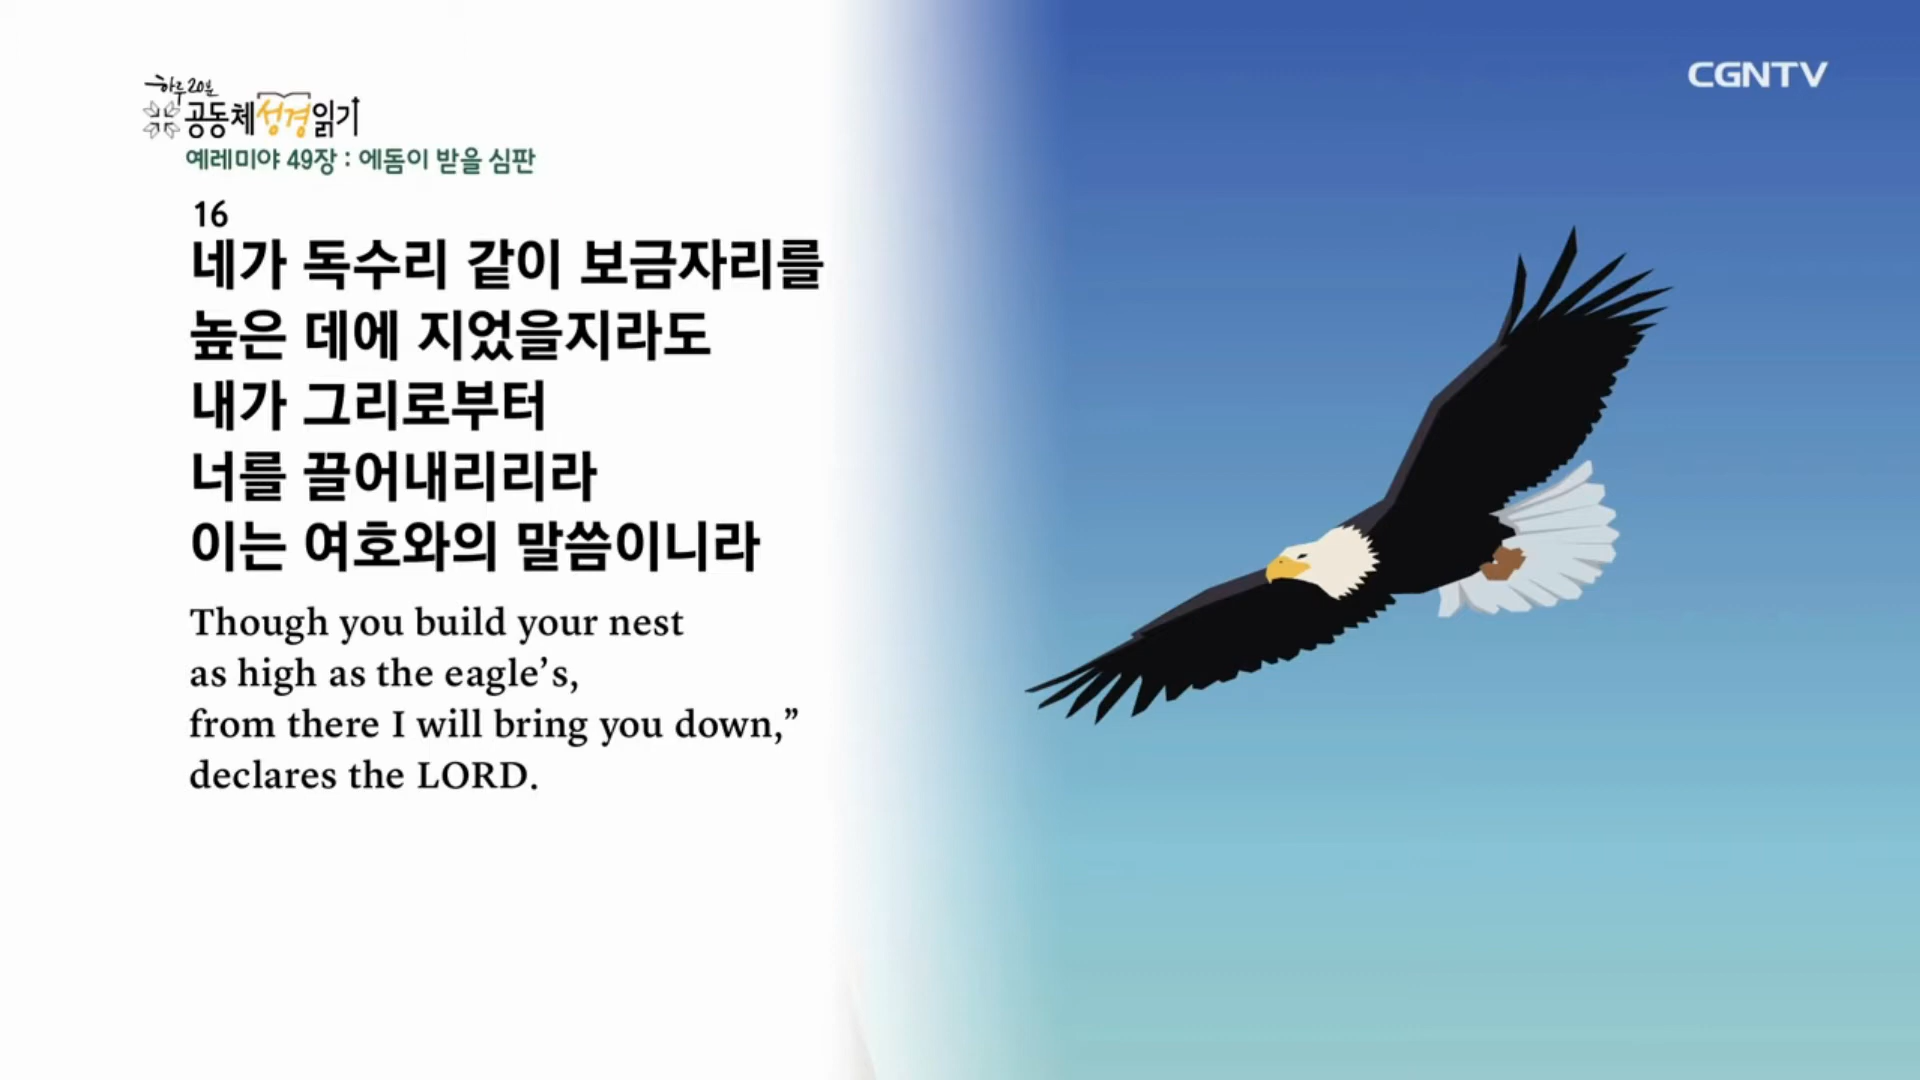 하루 20분
공동체성경읽기
CGNTV
예레미야 49장 : 에돔이 받을 심판
16
네가 독수리 같이 보금자리를
높은 데에 지었을지라도
내가 그리로부터
너를 끌어내리리라
이는 여호와의 말씀이니라
Though you build your nest
as high as the eagle’s,
from there I will bring you down,”
declares the LORD.